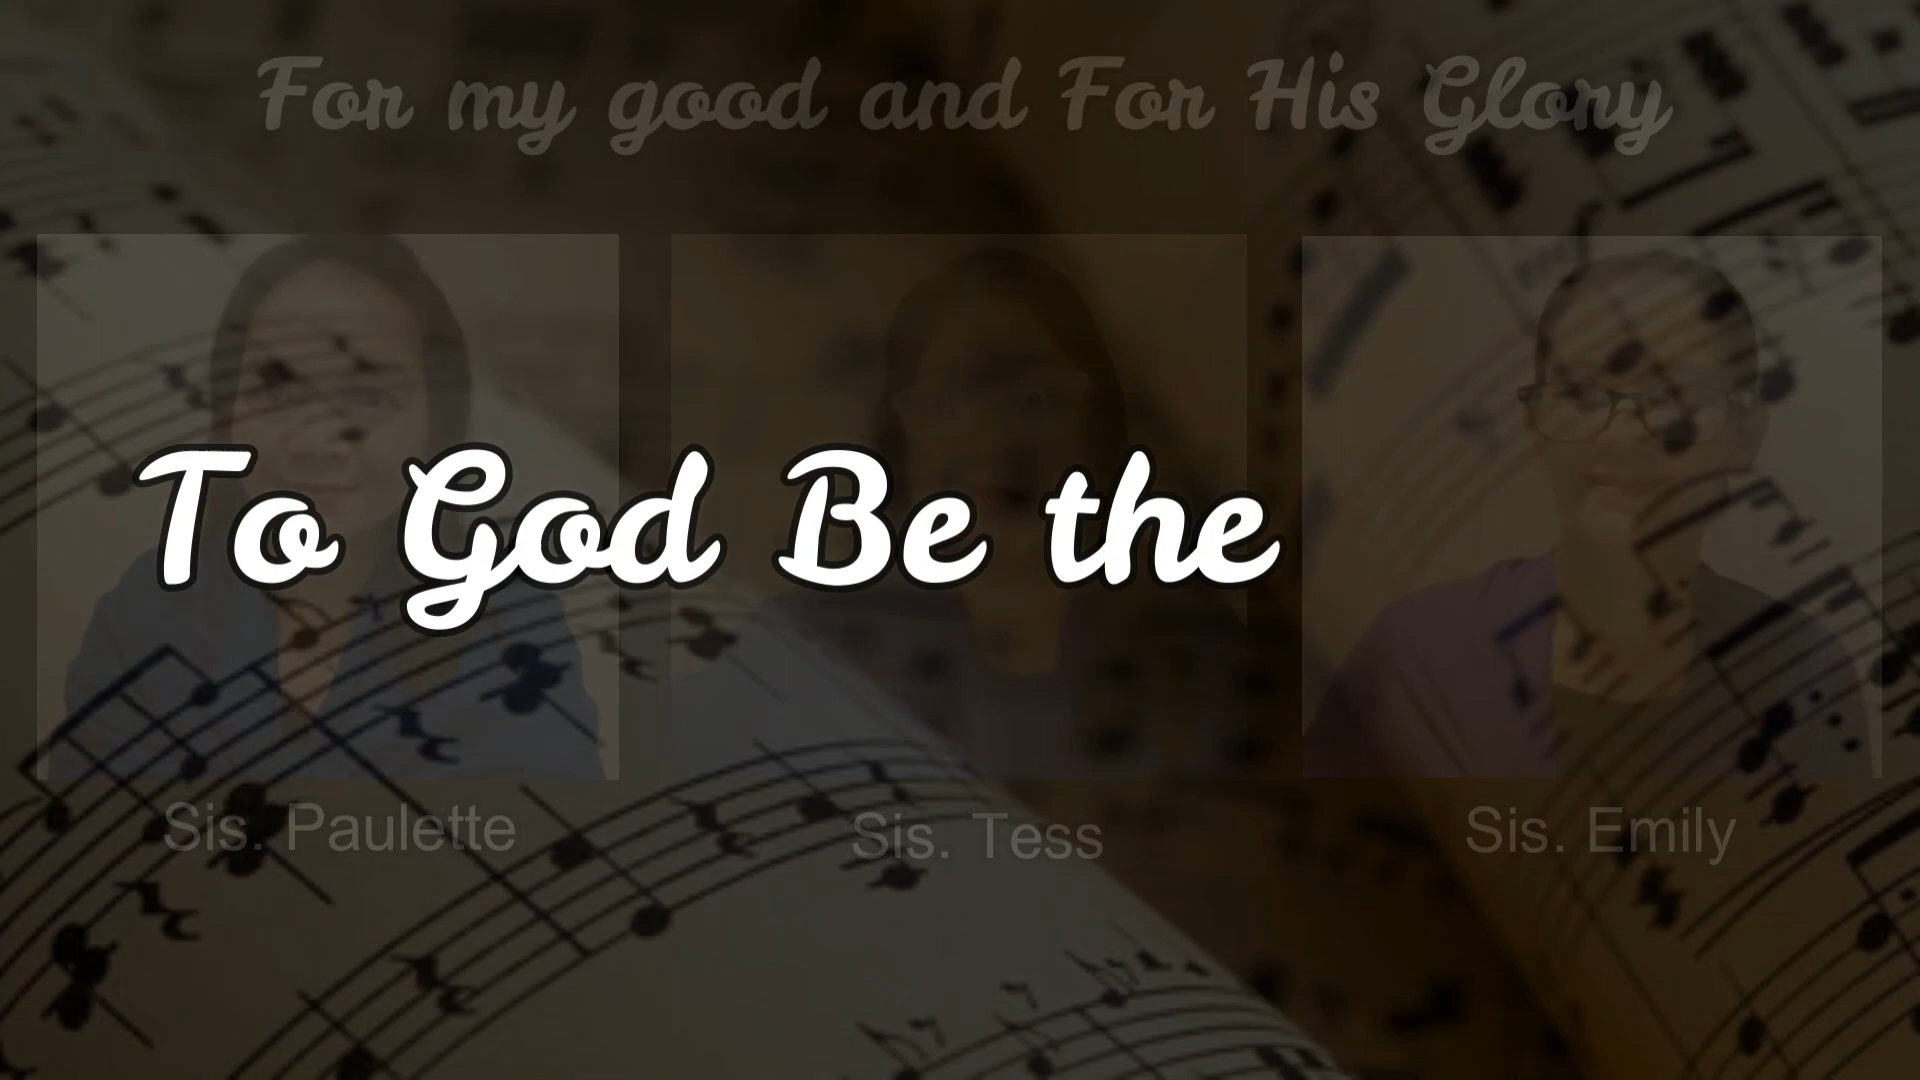 For my good and For His Glory
To God Be the
Sis. Paulette
Sis. Tess
Sis. Emily